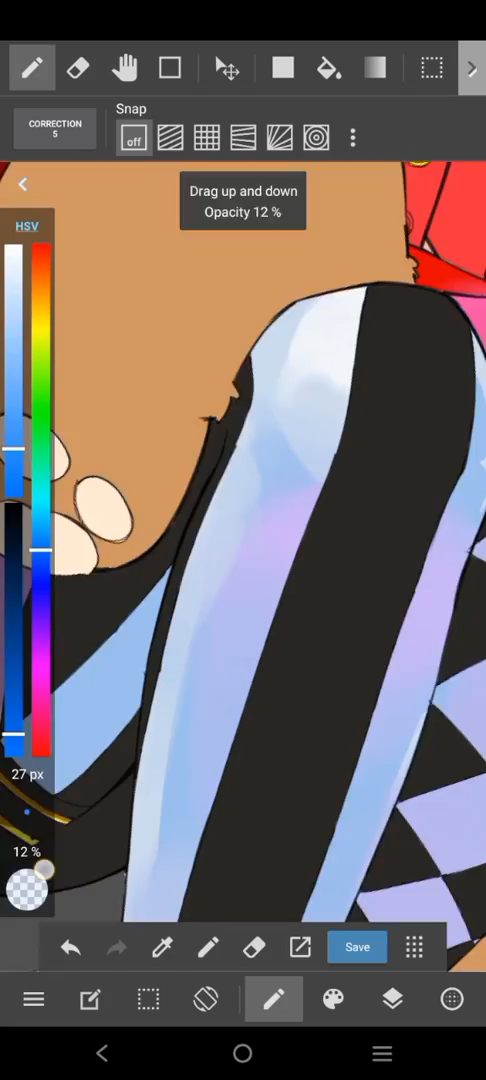 CORRECTION
5
Snap
off
Drag up and down
Opacity 12 %
HSV
27 px
12 %
Save